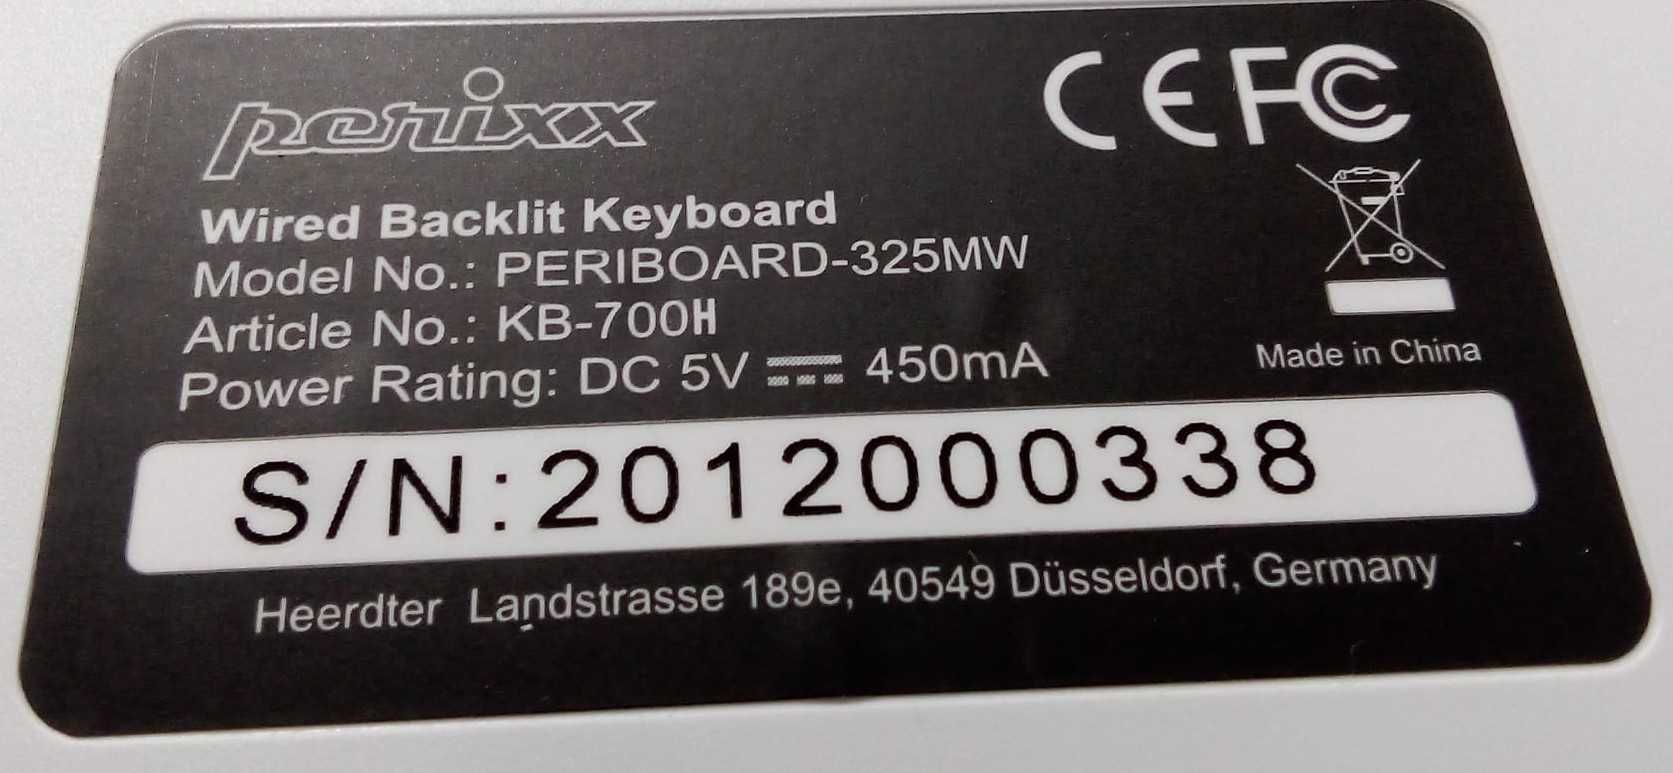 perixx
CE FC
Wired Backlit Keyboard
Model No.: PERIBOARD-325MW
Article No.: KB-700H
Power Rating: DC 5V ⎓ 450mA
Made in China
S/N:2012000338
Heerdter Landstrasse 189e, 40549 Düsseldorf, Germany